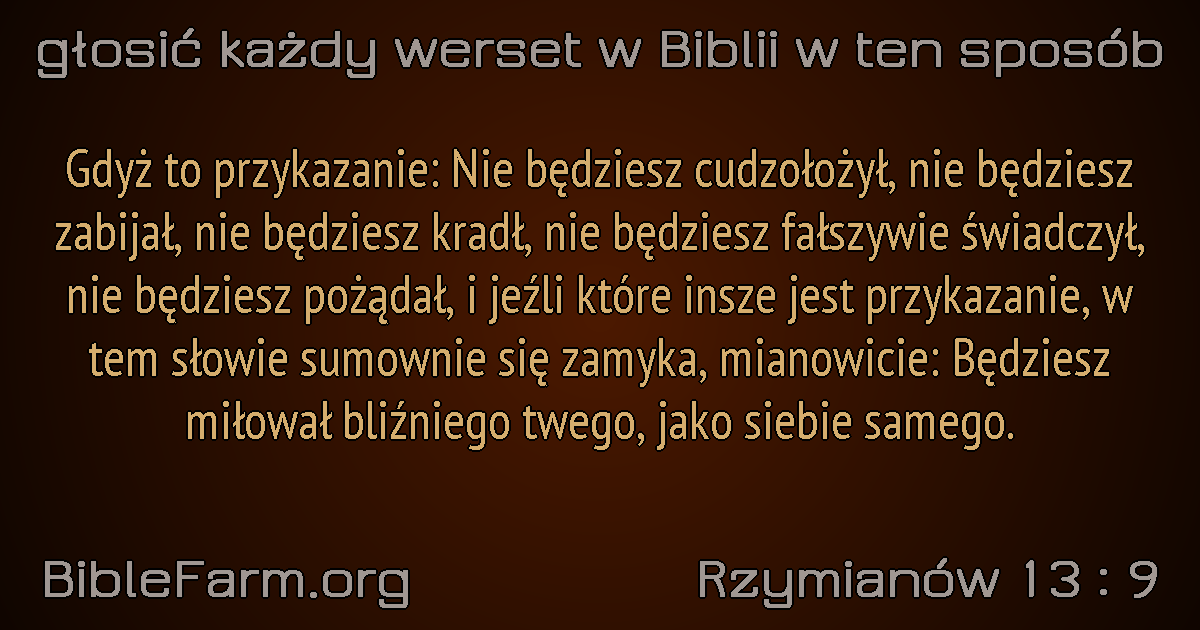 głosić każdy werset w Biblii w ten sposób
Gdyż to przykazanie: Nie będziesz cudzołożył, nie będziesz
zabijał, nie będziesz kradł, nie będziesz fałszywie świadczył,
nie będziesz pożądał, i jeźli które insze jest przykazanie, w
tem słowie sumownie się zamyka, mianowicie: Będziesz
miłował bliźniego twego, jako siebie samego.
BibleFarm.org Rzymianów 13 : 9